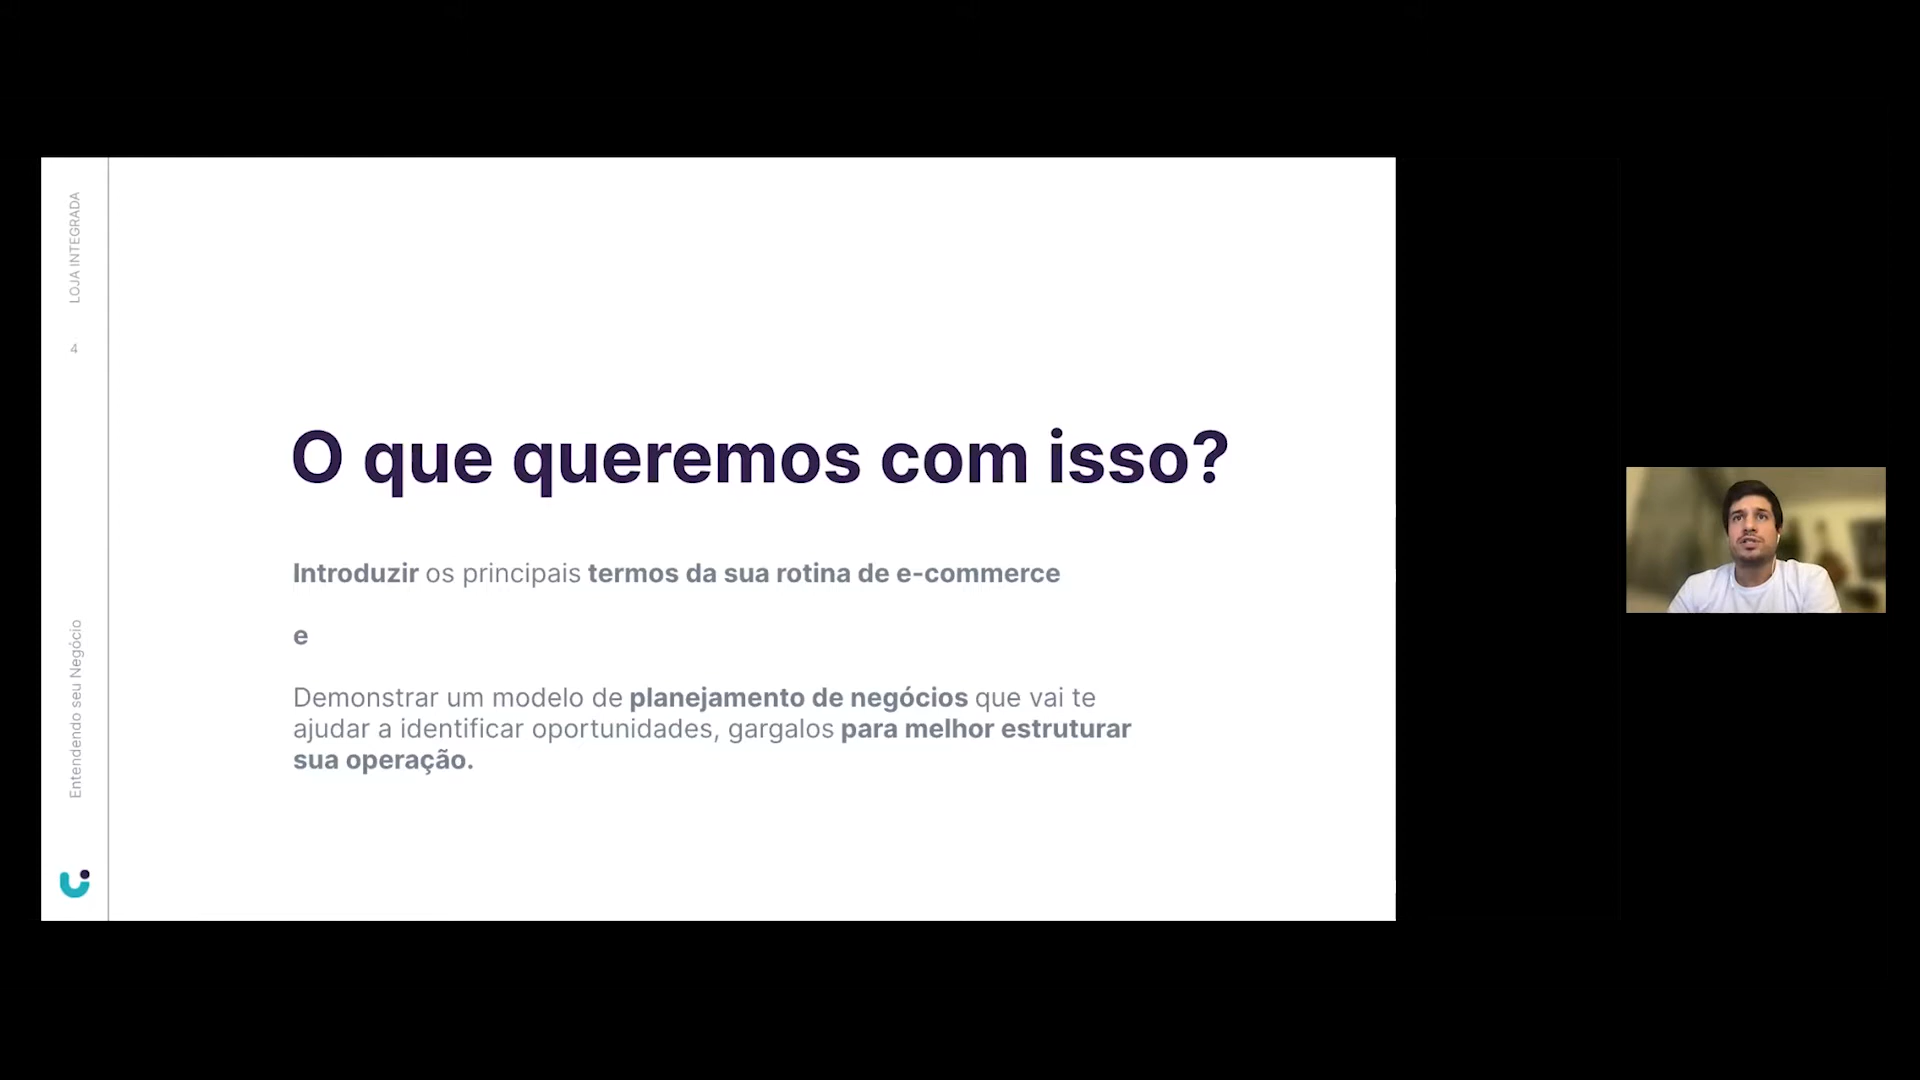 LOJA INTEGRADA
4
Entendendo seu Negócio
O que queremos com isso?
Introduzir os principais termos da sua rotina de e-commerce
e
Demonstrar um modelo de planejamento de negócios que vai te
ajudar a identificar oportunidades, gargalos para melhor estruturar
sua operação.